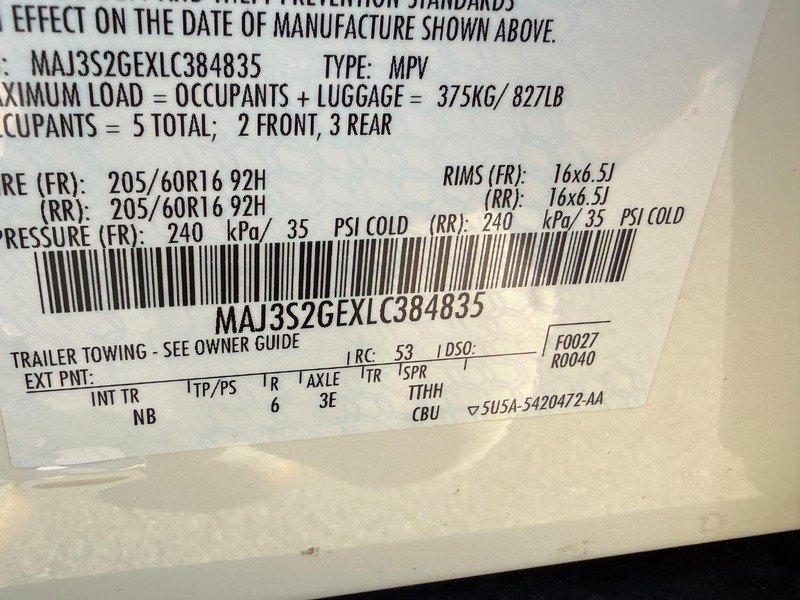 EFFECT ON THE DATE OF MANUFACTURE SHOWN ABOVE.
: MAJ3S2GEXLC384835 TYPE: MPV
AXIMUM LOAD = OCCUPANTS + LUGGAGE = 375KG/ 827LB
CCUPANTS = 5 TOTAL; 2 FRONT, 3 REAR
RE (FR): 205/60R16 92H RIMS (FR): 16x6.5J
(RR): 205/60R16 92H (RR): 16x6.5J
PRESSURE (FR): 240 kPa/ 35 PSI COLD (RR): 240 kPa/ 35 PSI COLD
MAJ3S2GEXLC384835
TRAILER TOWING - SEE OWNER GUIDE
EXT PNT: RC: 53 DSO: F0027
R0040
INT TR TP/PS R AXLE TR SPR
NB 6 3E TTHH
CBU ▽5U5A-5420472-AA